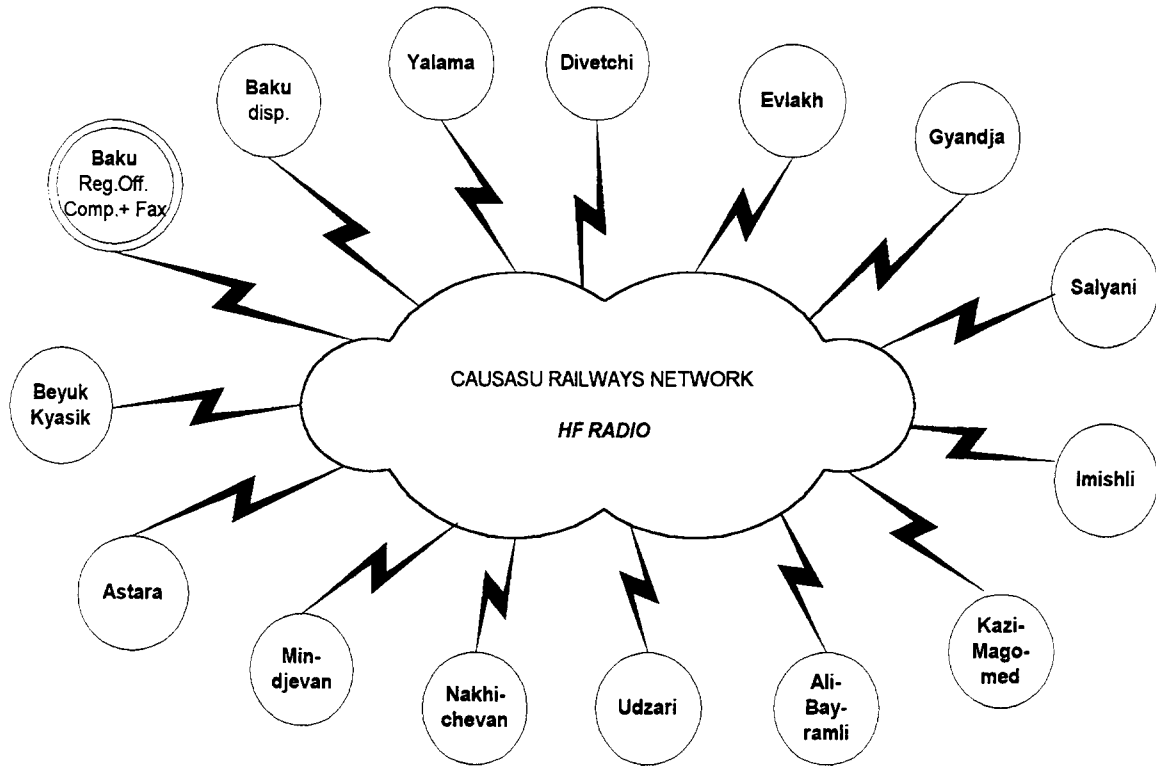 Yalama
Divetchi
Baku
disp.
Evlakh
Gyandja
Baku
Reg.Off.
Comp.+ Fax
Salyani
CAUSASU RAILWAYS NETWORK
HF RADIO
Beyuk
Kyasik
Imishli
Astara
Kazi-
Mago-
med
Min-
djevan
Nakhi-
chevan
Udzari
Ali-
Bay-
ramli